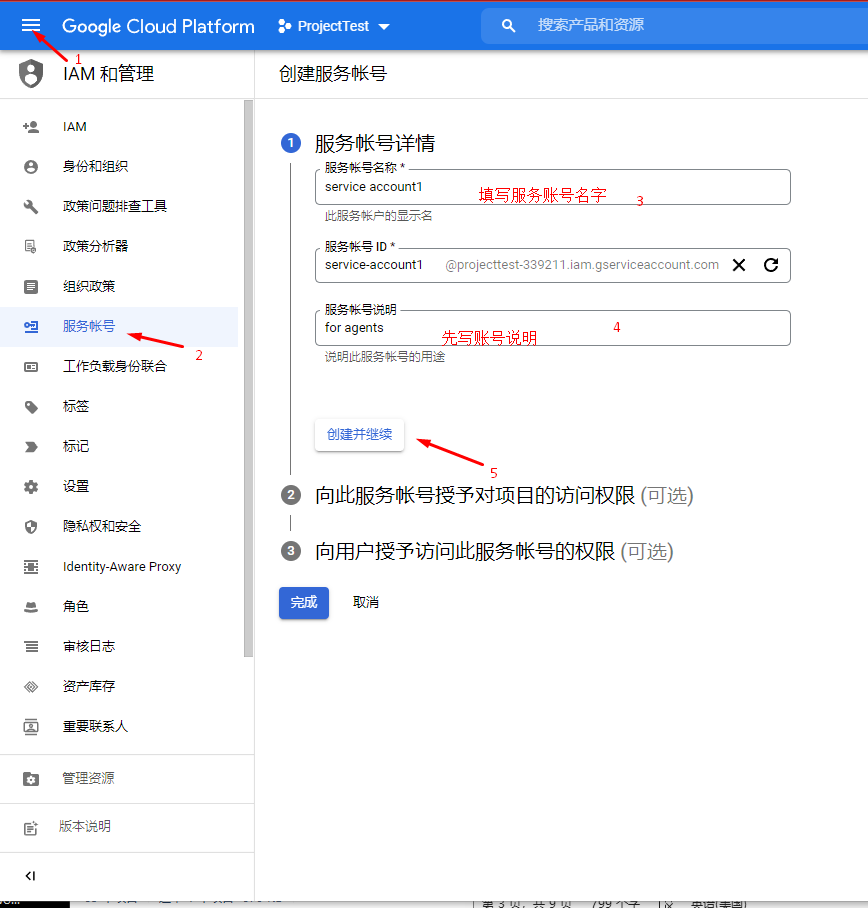 Google Cloud Platform
ProjectTest
搜索产品和资源
1
IAM 和管理
创建服务帐号
IAM
身份和组织
政策问题排查工具
政策分析器
组织政策
服务帐号
2
工作负载身份联合
标签
标记
设置
隐私权和安全
Identity-Aware Proxy
角色
审核日志
资产库存
重要联系人
管理资源
版本说明
1
服务帐号详情
服务帐号名称 *
service account1
填写服务账号名字
3
此服务帐户的显示名
服务帐号 ID *
service-account1
@projecttest-339211.iam.gserviceaccount.com
服务帐号说明
for agents
先写账号说明
4
说明此服务帐号的用途
创建并继续
5
2
向此服务帐号授予对项目的访问权限 (可选)
3
向用户授予访问此服务帐号的权限 (可选)
完成
取消
第 3 页，共 9 页
799 个字
英语(美国)